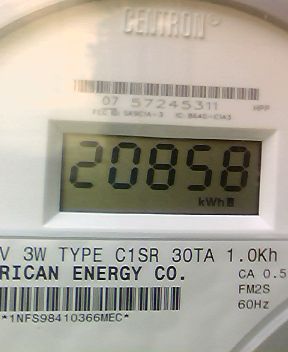 CENTRON®
07 57245311 HPP
20858
kWh
V 3W TYPE C1SR 30TA 1.0Kh
RICAN ENERGY CO. CA 0.5
FM2S
60Hz
*1NFS98410366MEC*